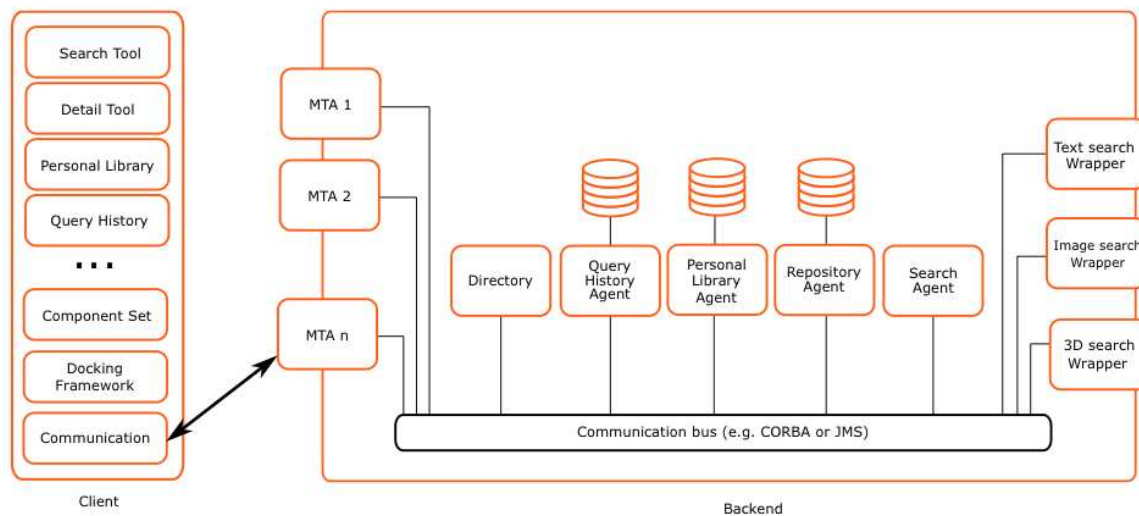 Search Tool
Detail Tool
Personal Library
Query History
...
Component Set
Docking
Framework
Communication
Client
MTA 1
MTA 2
MTA n
Directory
Query
History
Agent
Personal
Library
Agent
Repository
Agent
Search
Agent
Text search
Wrapper
Image search
Wrapper
3D search
Wrapper
Communication bus (e.g. CORBA or JMS)
Backend